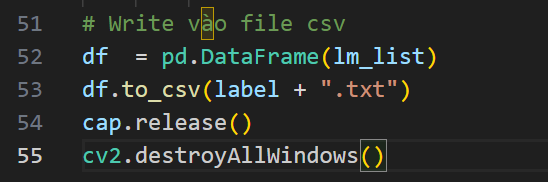 51 # Write vào file csv
52 df  = pd.DataFrame(lm_list)
53 df.to_csv(label + ".txt")
54 cap.release()
55 cv2.destroyAllWindows()